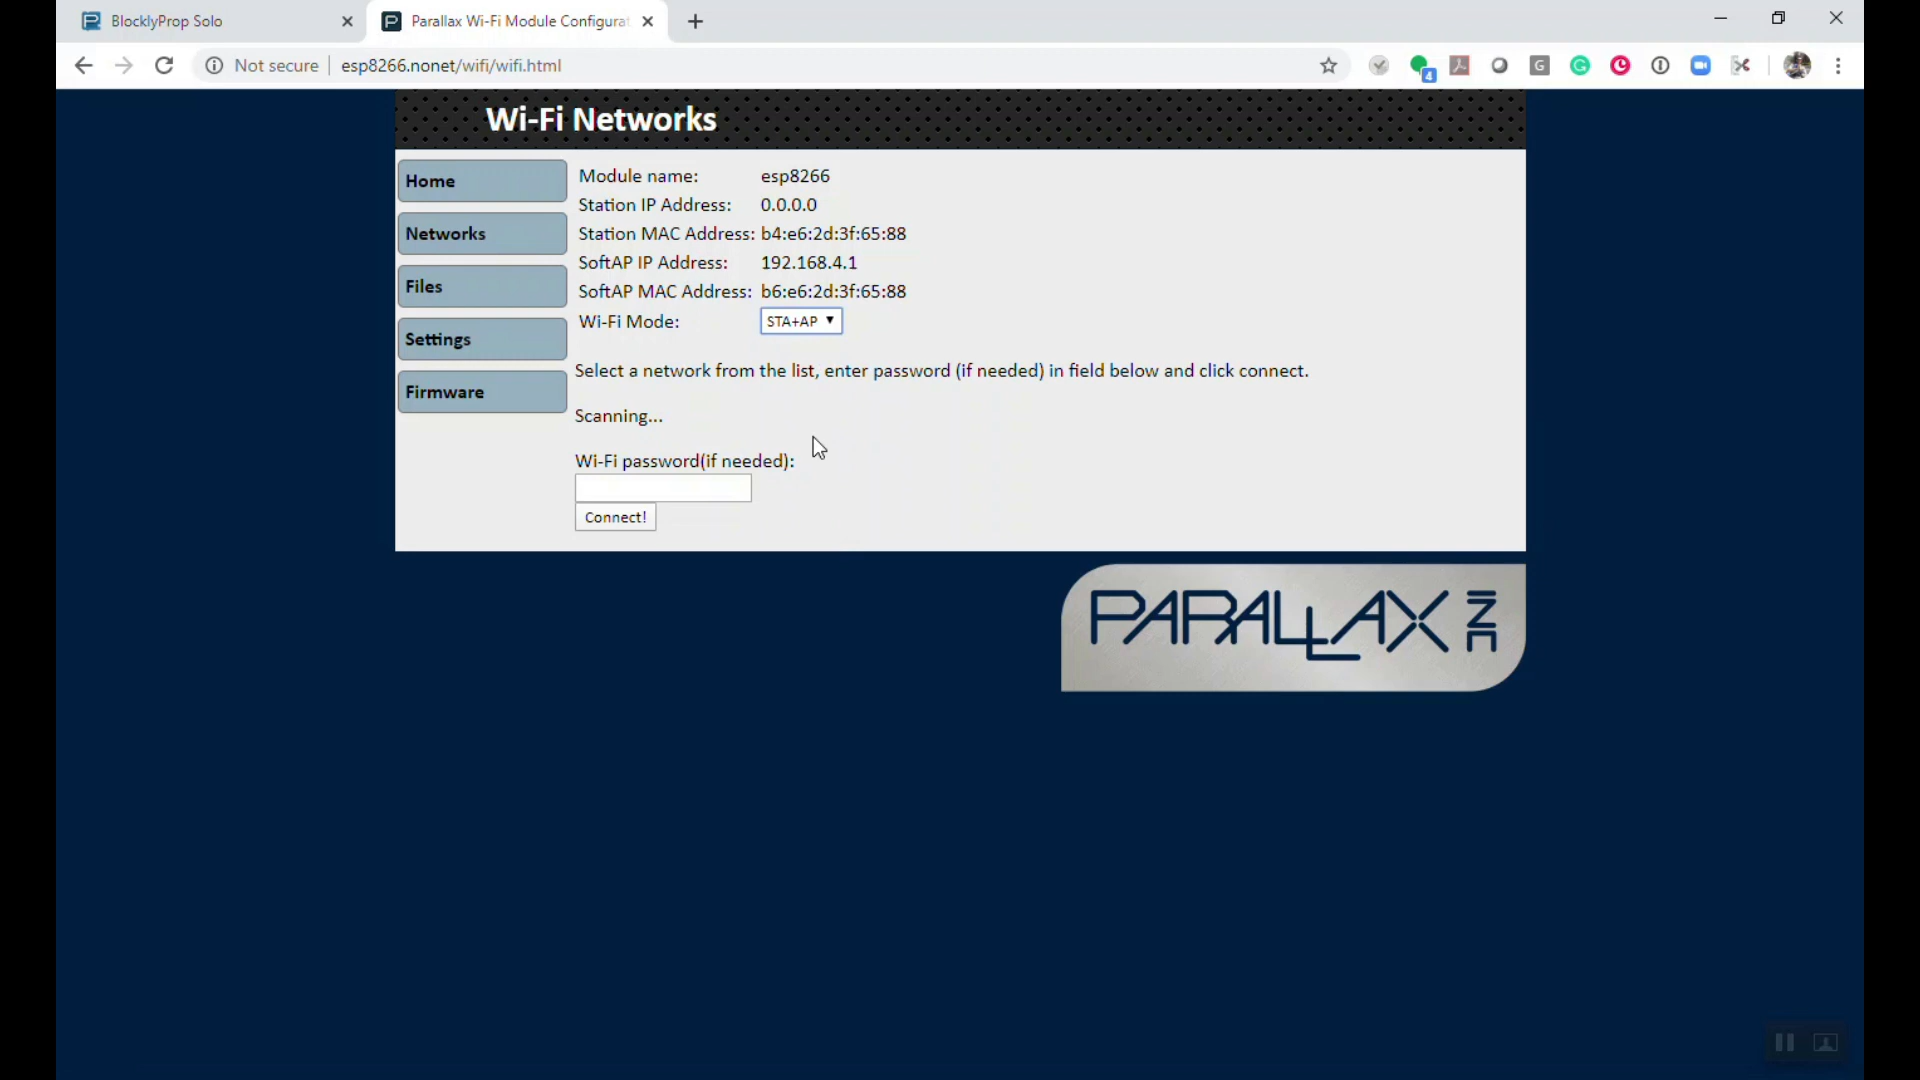 BlocklyProp Solo
Parallax Wi-Fi Module Configurat
Not secure | esp8266.nonet/wifi/wifi.html
4
G
Wi-Fi Networks
Home
Networks
Files
Settings
Firmware
Module name: esp8266
Station IP Address: 0.0.0.0
Station MAC Address: b4:e6:2d:3f:65:88
SoftAP IP Address: 192.168.4.1
SoftAP MAC Address: b6:e6:2d:3f:65:88
Wi-Fi Mode: STA+AP
Select a network from the list, enter password (if needed) in field below and click connect.
Scanning...
Wi-Fi password(if needed):
Connect!
PARALLAX INC